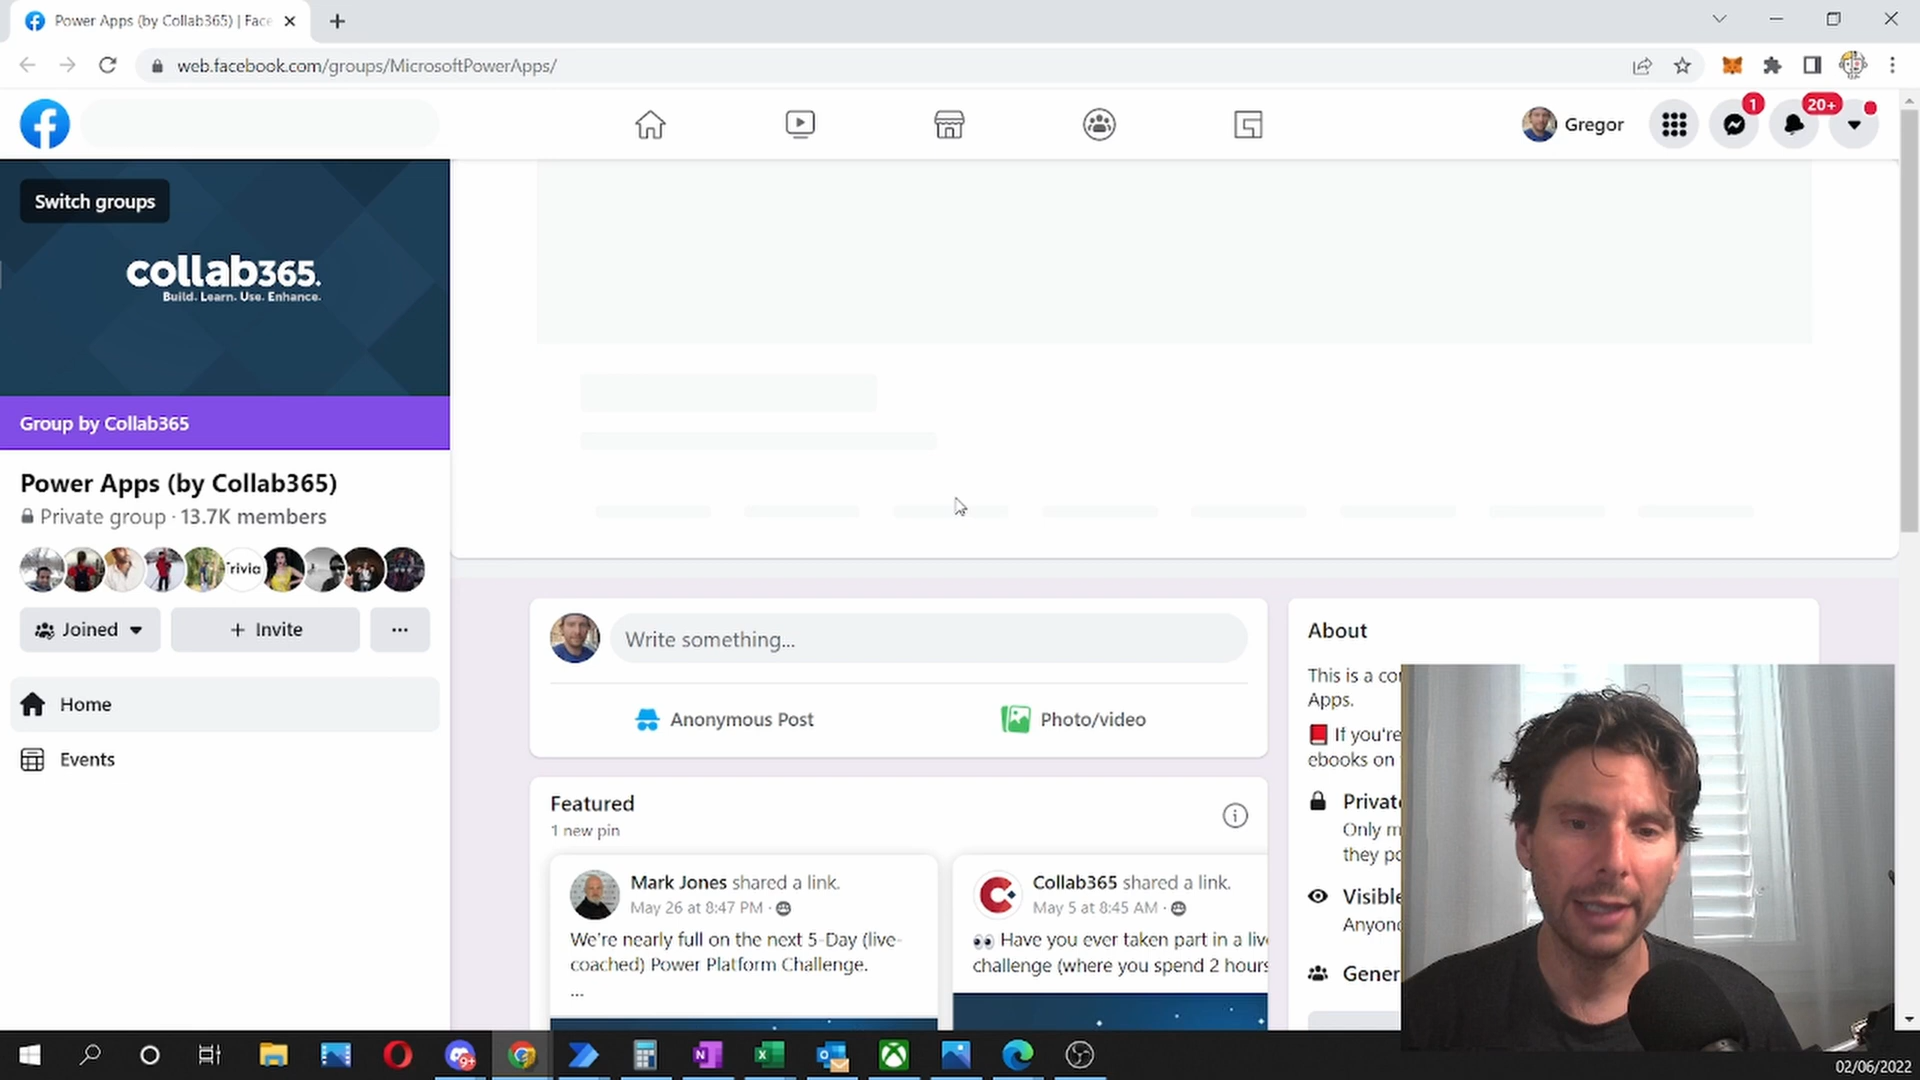 Power Apps (by Collab365) | Face
web.facebook.com/groups/MicrosoftPowerApps/
Gregor
1
20+
Switch groups
collab365.
Build. Learn. Use. Enhance.
Group by Collab365
Power Apps (by Collab365)
Private group · 13.7K members
Trivia
Joined
+ Invite
...
Home
Events
Write something...
Anonymous Post
Photo/video
Featured
1 new pin
Mark Jones shared a link.
May 26 at 8:47 PM ·
We're nearly full on the next 5-Day (live-
coached) Power Platform Challenge.
...
Collab365 shared a link.
May 5 at 8:45 AM ·
Have you ever taken part in a liv
challenge (where you spend 2 hours
About
This is a co
Apps.
If you're
ebooks on
Private
Only m
they po
Visible
Anyon
Gener
9+
02/06/2022